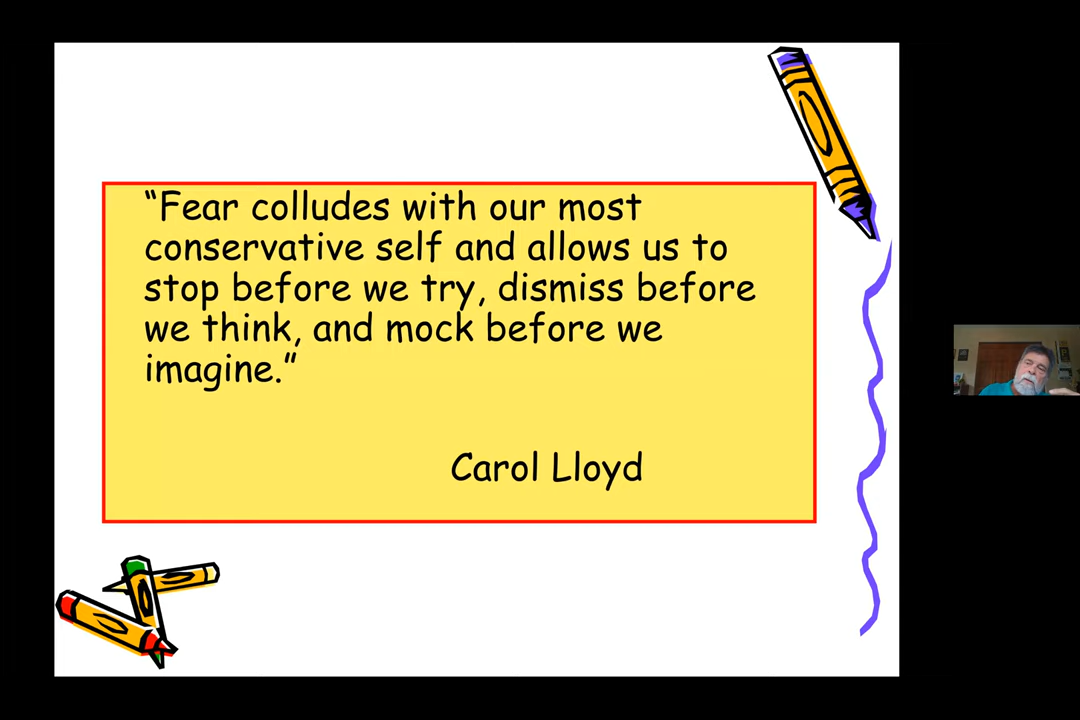 “Fear colludes with our most
conservative self and allows us to
stop before we try, dismiss before
we think, and mock before we
imagine.”
Carol Lloyd